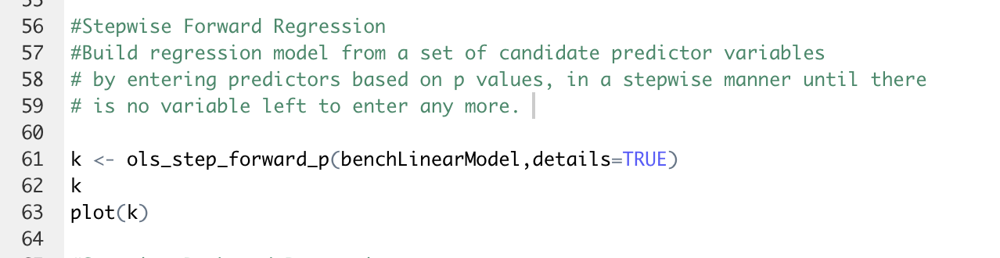 56 #Stepwise Forward Regression
57 #Build regression model from a set of candidate predictor variables
58 # by entering predictors based on p values, in a stepwise manner until there
59 # is no variable left to enter any more.
60
61 k <- ols_step_forward_p(benchLinearModel,details=TRUE)
62 k
63 plot(k)
64